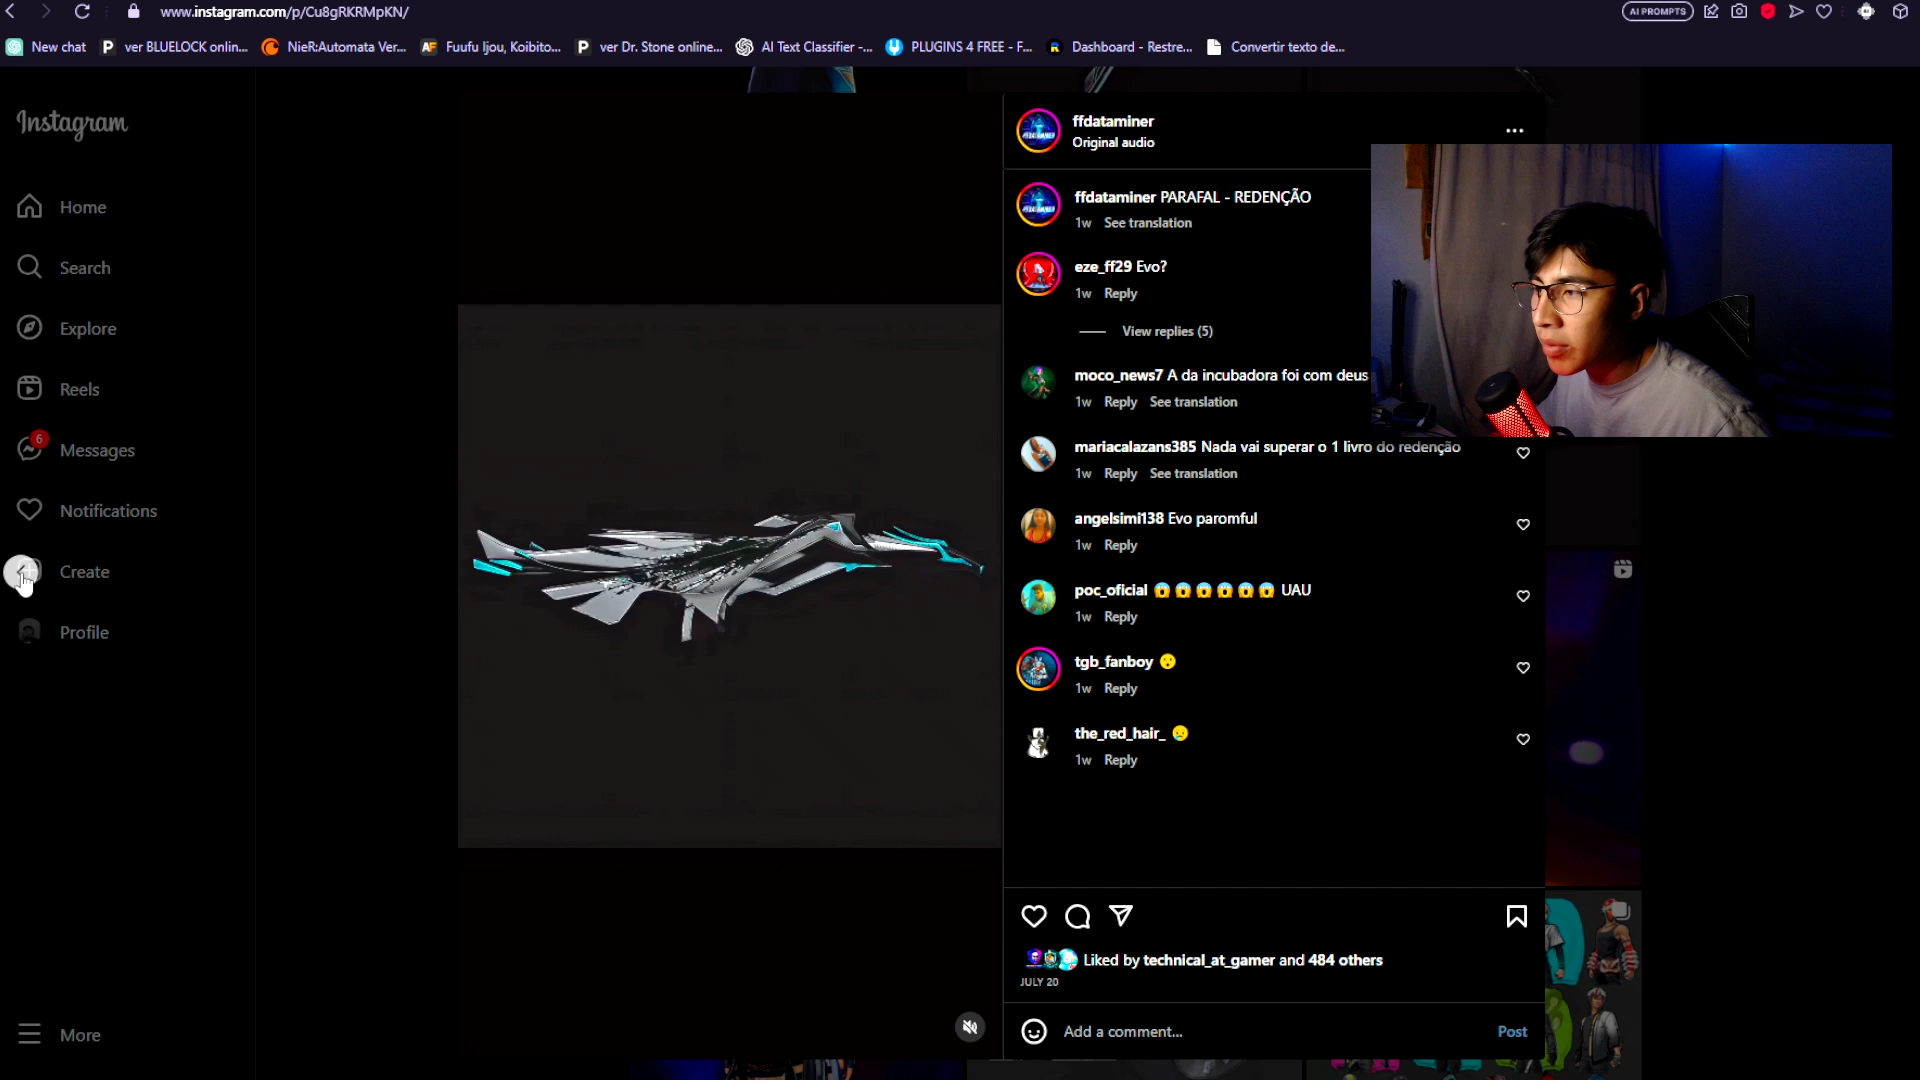 www.instagram.com/p/Cu8gRKRMpKN/
AI PROMPTS
New chat
ver BLUELOCK onlin...
NieR:Automata Ver...
Fuufu Ijou, Koibito...
ver Dr. Stone online...
AI Text Classifier -...
PLUGINS 4 FREE - F...
Dashboard - Restre...
Convertir texto de...
Instagram
Home
Search
Explore
Reels
6
Messages
Notifications
Create
Profile
More
ffdataminer
Original audio
ffdataminer PARAFAL - REDENÇÃO
1w See translation
eze_ff29 Evo?
1w Reply
View replies (5)
moco_news7 A da incubadora foi com deus
1w Reply See translation
mariacalazans385 Nada vai superar o 1 livro do redenção
1w Reply See translation
angelsimi138 Evo paromful
1w Reply
poc_oficial 😱😱😱😱😱😱 UAU
1w Reply
tgb_fanboy 😯
1w Reply
the_red_hair_ 😥
1w Reply
Liked by technical_at_gamer and 484 others
JULY 20
Add a comment...
Post